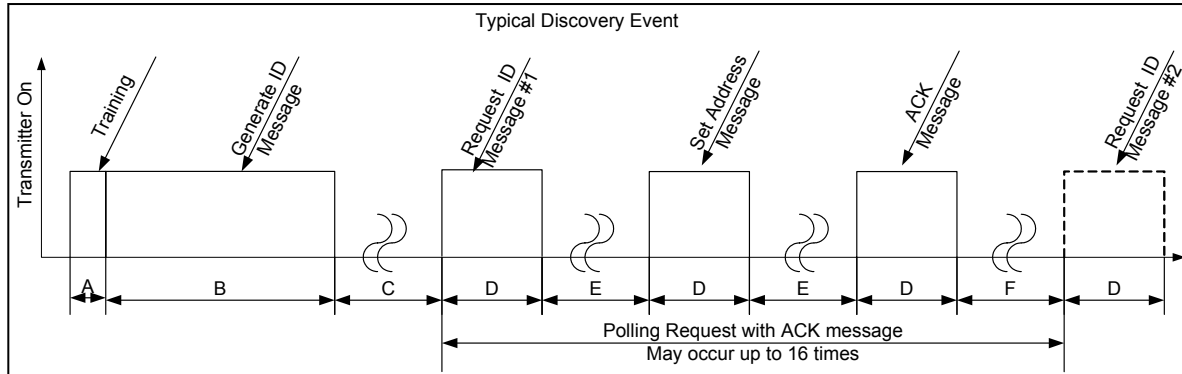 Typical Discovery Event
Transmitter On
Training
Generate ID
Message
Request ID
Message #1
Set Address
Message
ACK
Message
Request ID
Message #2
A
B
C
D
E
D
E
D
F
D
Polling Request with ACK message
May occur up to 16 times